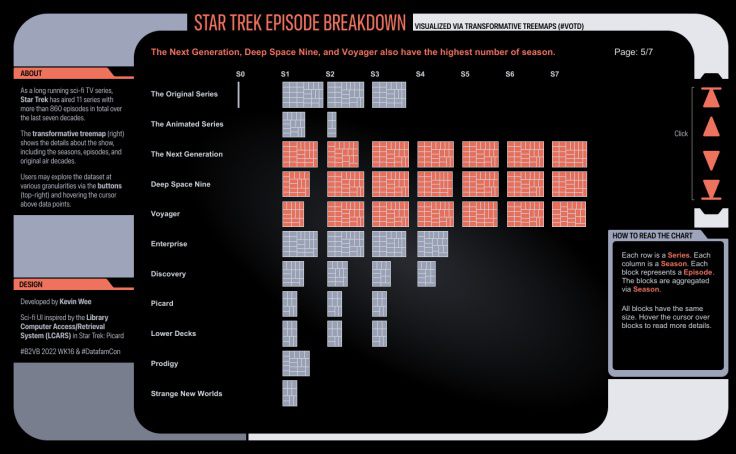 STAR TREK EPISODE BREAKDOWN VISUALIZED VIA TRANSFORMATIVE TREEMAPS (#VOTD)
The Next Generation, Deep Space Nine, and Voyager also have the highest number of season.
Page: 5/7
ABOUT
As a long running sci-fi TV series,
Star Trek has aired 11 series with
more than 860 episodes in total over
the last seven decades.
The transformative treemap (right)
shows the details about the show,
including the seasons, episodes, and
original air decades.
Users may explore the dataset at
various granularities via the buttons
(top-right) and hovering the cursor
above data points.
DESIGN
Developed by Kevin Wee
Sci-fi UI inspired by the Library
Computer Access/Retrieval
System (LCARS) in Star Trek: Picard
#B2VB 2022 WK16 & #DatafamCon
S0 S1 S2 S3 S4 S5 S6 S7
The Original Series
The Animated Series
The Next Generation
Deep Space Nine
Voyager
Enterprise
Discovery
Picard
Lower Decks
Prodigy
Strange New Worlds
Click
HOW TO READ THE CHART
Each row is a Series. Each
column is a Season. Each
block represents a Episode.
The blocks are aggregated
via Season.
All blocks have the same
size. Hover the cursor over
blocks to read more details.